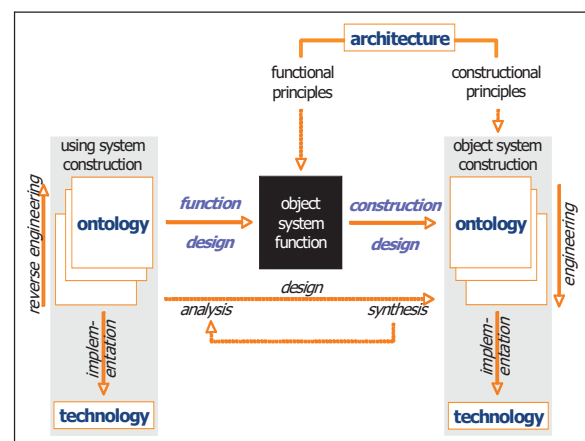 architecture
functional
principles
constructional
principles
using system
construction
object system
construction
reverse engineering
ontology
function
design
object
system
function
construction
design
ontology
engineering
design
analysis
synthesis
implem-
entation
implem-
entation
technology
technology